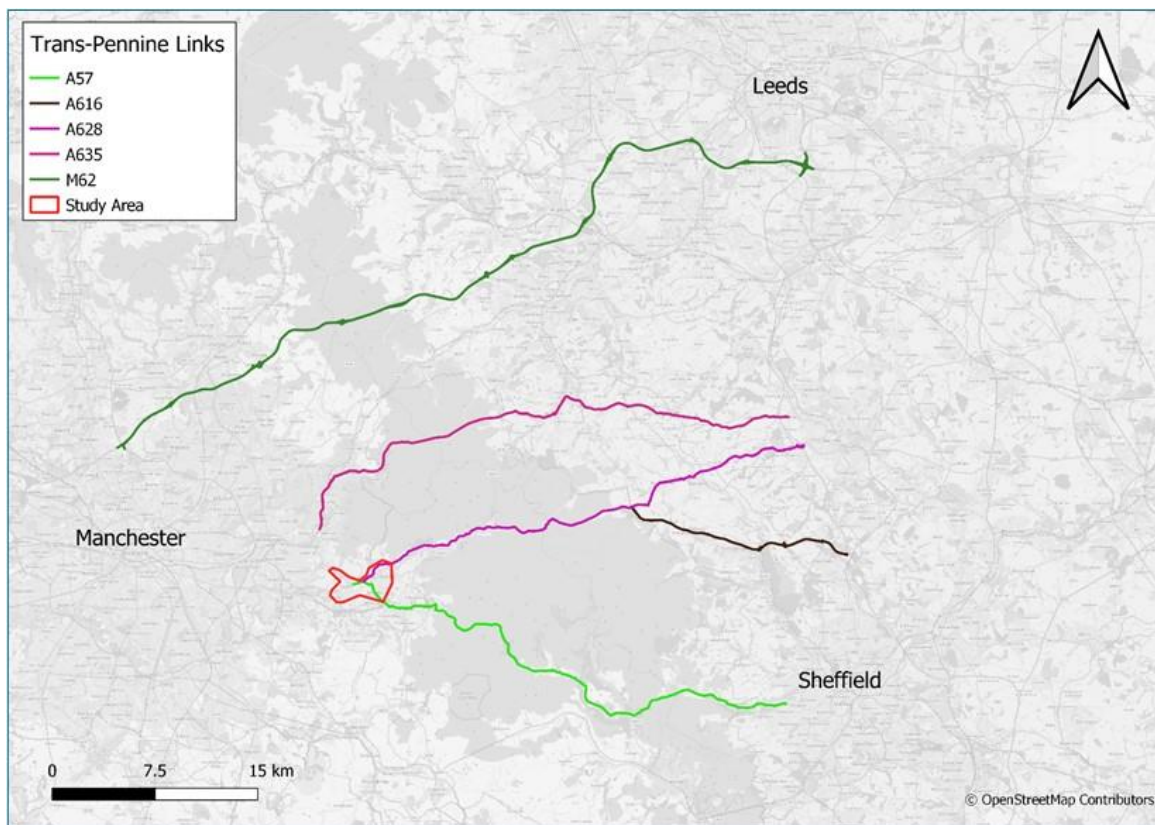 Trans-Pennine Links
A57
A616
A628
A635
M62
Study Area
Leeds
Manchester
Sheffield
0 7.5 15 km
© OpenStreetMap Contributors